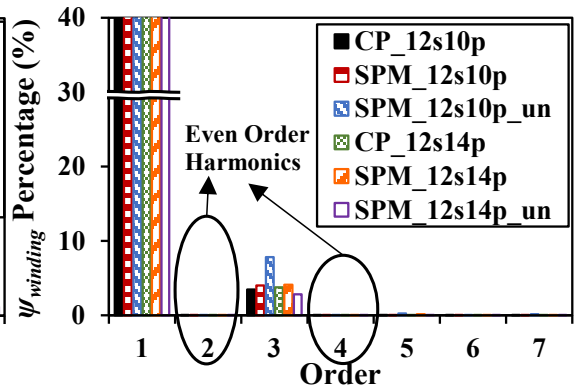 ψwinding Percentage (%)
40
30
20
10
0
Even Order
Harmonics
CP_12s10p
SPM_12s10p
SPM_12s10p_un
CP_12s14p
SPM_12s14p
SPM_12s14p_un
1 2 3 4 5 6 7
Order